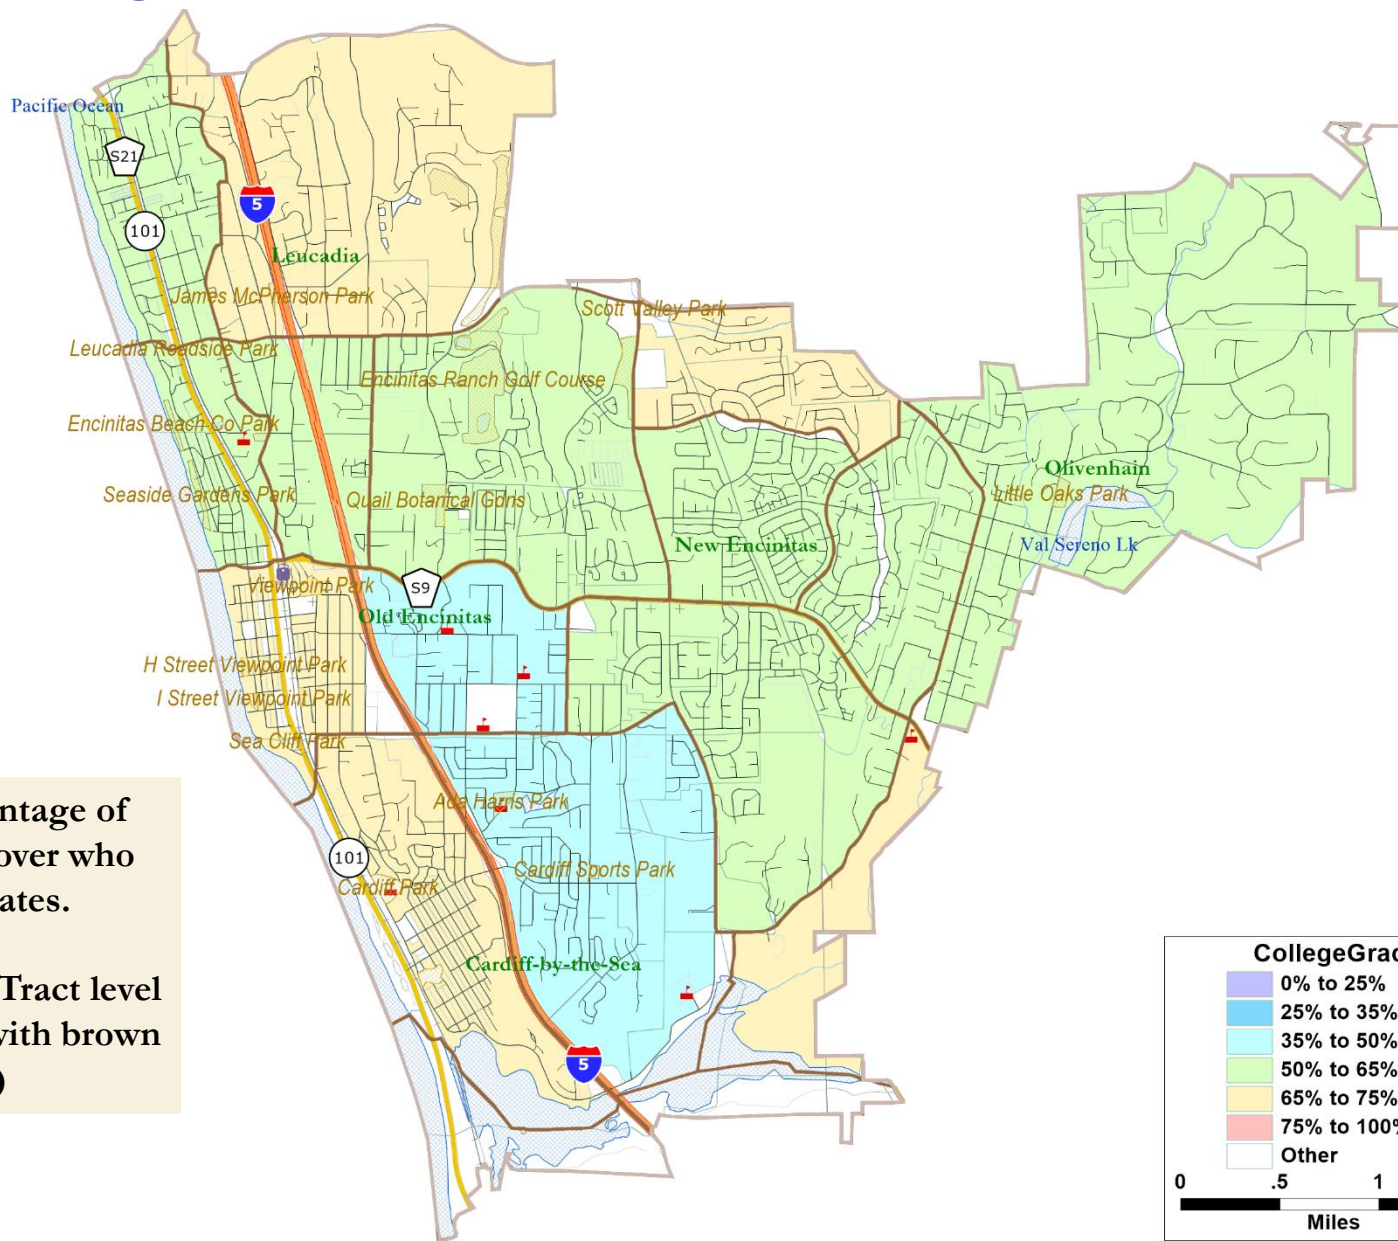 Pacific Ocean
S21
5
101
Leucadia
James McPherson Park
Scott Valley Park
Leucadia Roadside Park
Encinitas Ranch Golf Course
Encinitas Beach Co Park
Olivenhain
Seaside Gardens Park
Quail Botanical Gdns
Little Oaks Park
New Encinitas
Val Sereno Lk
Viewpoint Park
S9
Old Encinitas
H Street Viewpoint Park
I Street Viewpoint Park
Sea Cliff Park
ntage of
over who
ates.
Tract level
with brown
)
Ada Harris Park
101
Cardiff Sports Park
Cardiff Park
Cardiff-by-the-Sea
5
CollegeGrad
0% to 25%
25% to 35%
35% to 50%
50% to 65%
65% to 75%
75% to 100%
Other
0 .5 1
Miles